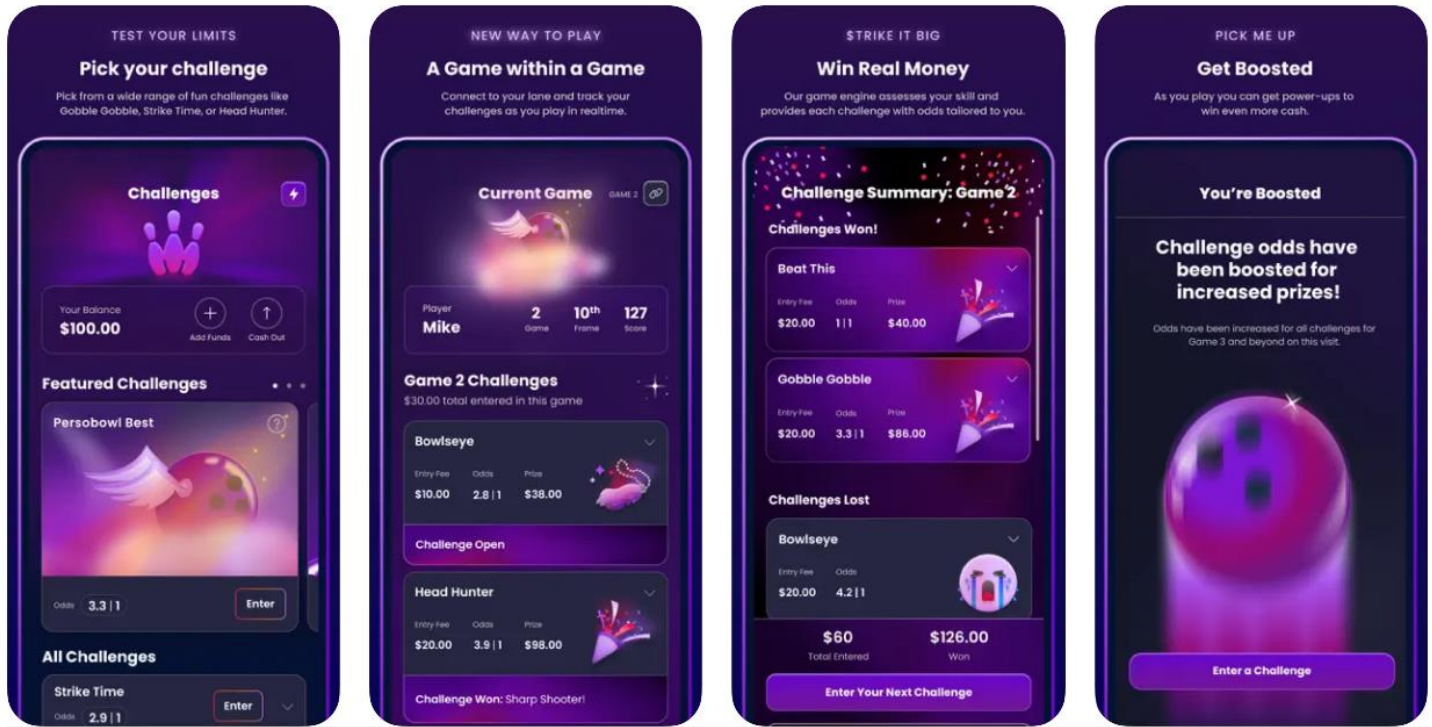 TEST YOUR LIMITS
Pick your challenge
Pick from a wide range of fun challenges like
Gobble Gobble, Strike Time, or Head Hunter.
Challenges
Your Balance
$100.00
Add Funds
Cash Out
Featured Challenges
Persobowl Best
?
Odds 3.3 | 1
Enter
All Challenges
Strike Time
Odds 2.9 | 1
Enter
NEW WAY TO PLAY
A Game within a Game
Connect to your lane and track your
challenges as you play in realtime.
Current Game
GAME 2
Player
Mike
2
Game
10th
Frame
127
Score
Game 2 Challenges
$30.00 total entered in this game
Bowlseye
Entry Fee Odds Prize
$10.00 2.8 | 1 $38.00
Challenge Open
Head Hunter
Entry Fee Odds Prize
$20.00 3.9 | 1 $98.00
Challenge Won: Sharp Shooter!
$TRIKE IT BIG
Win Real Money
Our game engine assesses your skill and
provides each challenge with odds tailored to you.
Challenge Summary: Game 2
Challenges Won!
Beat This
Entry Fee Odds Prize
$20.00 1 | 1 $40.00
Gobble Gobble
Entry Fee Odds Prize
$20.00 3.3 | 1 $86.00
Challenges Lost
Bowlseye
Entry Fee Odds
$20.00 4.2 | 1
$60 $126.00
Total Entered Won
Enter Your Next Challenge
PICK ME UP
Get Boosted
As you play you can get power-ups to
win even more cash.
You're Boosted
Challenge odds have
been boosted for
increased prizes!
Odds have been increased for all challenges for
Game 3 and beyond on this visit.
Enter a Challenge